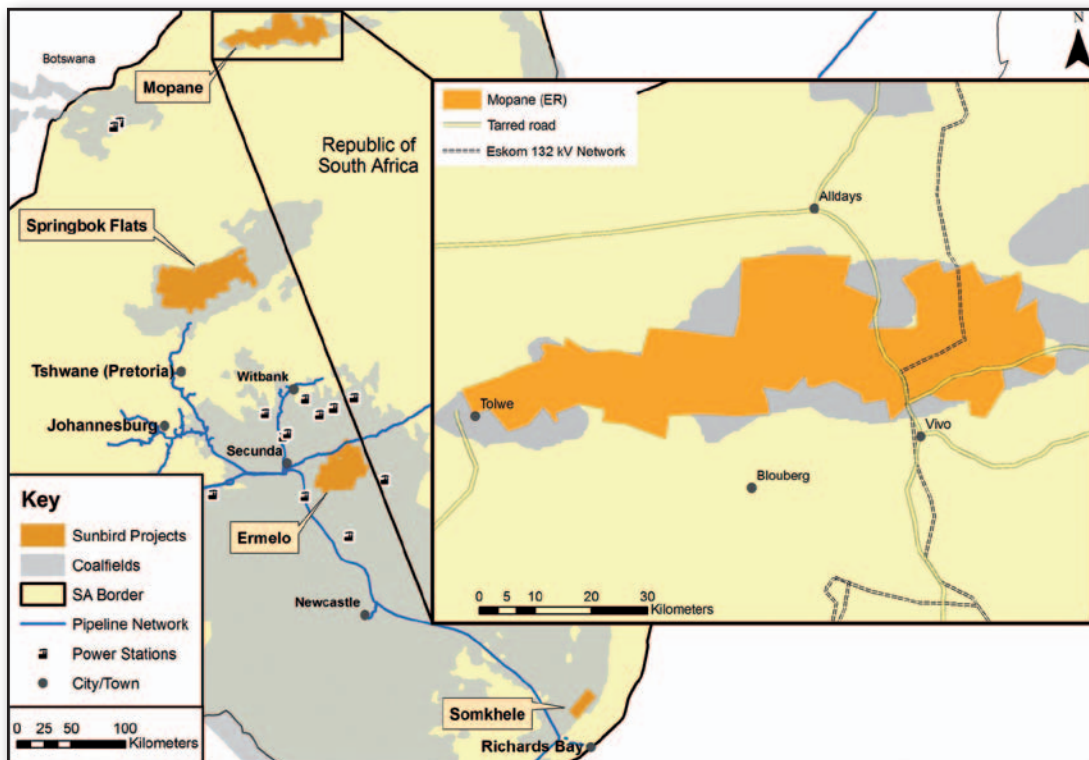 Botswana
Mopane
Republic of
South Africa
Springbok Flats
Tshwane (Pretoria)
Witbank
Johannesburg
Secunda
Ermelo
Newcastle
Somkhele
Richards Bay
Key
Sunbird Projects
Coalfields
SA Border
Pipeline Network
Power Stations
City/Town
0 25 50 100
Kilometers
N
Mopane (ER)
Tarred road
Eskom 132 kV Network
Alldays
Tolwe
Vivo
Blouberg
0 5 10 20 30
Kilometers